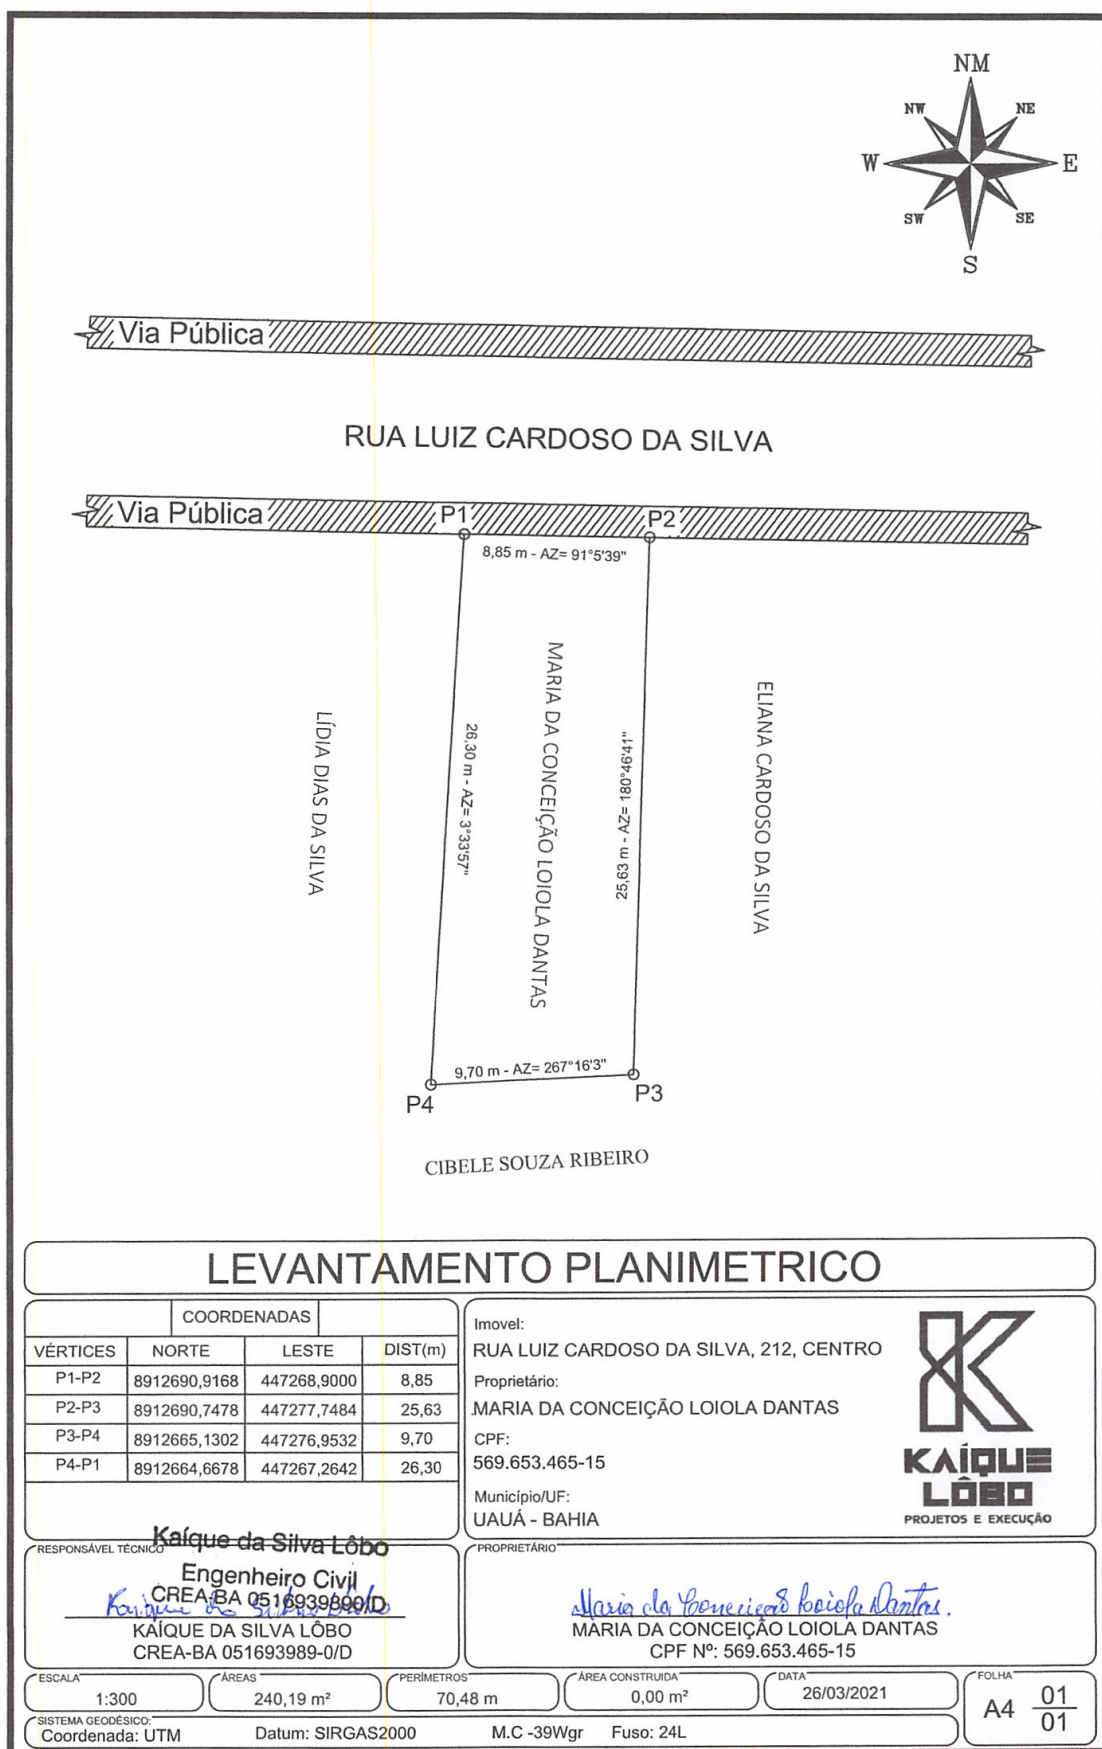 NM
NW
NE
W
E
SW
SE
S
Via Pública
RUA LUIZ CARDOSO DA SILVA
Via Pública
P1
P2
8,85 m - AZ= 91°5'39"
LÍDIA DIAS DA SILVA
26,30 m - AZ= 3°33'57"
MARIA DA CONCEIÇÃO LOIOLA DANTAS
25,63 m - AZ= 180°46'41"
ELIANA CARDOSO DA SILVA
9,70 m - AZ= 267°16'3"
P4
P3
CIBELE SOUZA RIBEIRO
LEVANTAMENTO PLANIMETRICO
COORDENADAS
VÉRTICES NORTE LESTE DIST(m)
P1-P2 8912690,9168 447268,9000 8,85
P2-P3 8912690,7478 447277,7484 25,63
P3-P4 8912665,1302 447276,9532 9,70
P4-P1 8912664,6678 447267,2642 26,30
Imovel:
RUA LUIZ CARDOSO DA SILVA, 212, CENTRO
Proprietário:
MARIA DA CONCEIÇÃO LOIOLA DANTAS
CPF:
569.653.465-15
Município/UF:
UAUÁ - BAHIA
K
KAÍQUE
LÔBO
PROJETOS E EXECUÇÃO
RESPONSÁVEL TÉCNICO
Kaíque da Silva Lôbo
Engenheiro Civil
CREA-BA 0516939890/D
Kaíque da Silva Lôbo
KAÍQUE DA SILVA LÔBO
CREA-BA 051693989-0/D
PROPRIETÁRIO
Maria da Conceição Loiola Dantas.
MARIA DA CONCEIÇÃO LOIOLA DANTAS
CPF Nº: 569.653.465-15
ESCALA
1:300
ÁREAS
240,19 m²
PERÍMETROS
70,48 m
ÁREA CONSTRUIDA
0,00 m²
DATA
26/03/2021
FOLHA
A4 01
01
SISTEMA GEODÉSICO:
Coordenada: UTM Datum: SIRGAS2000 M.C -39Wgr Fuso: 24L